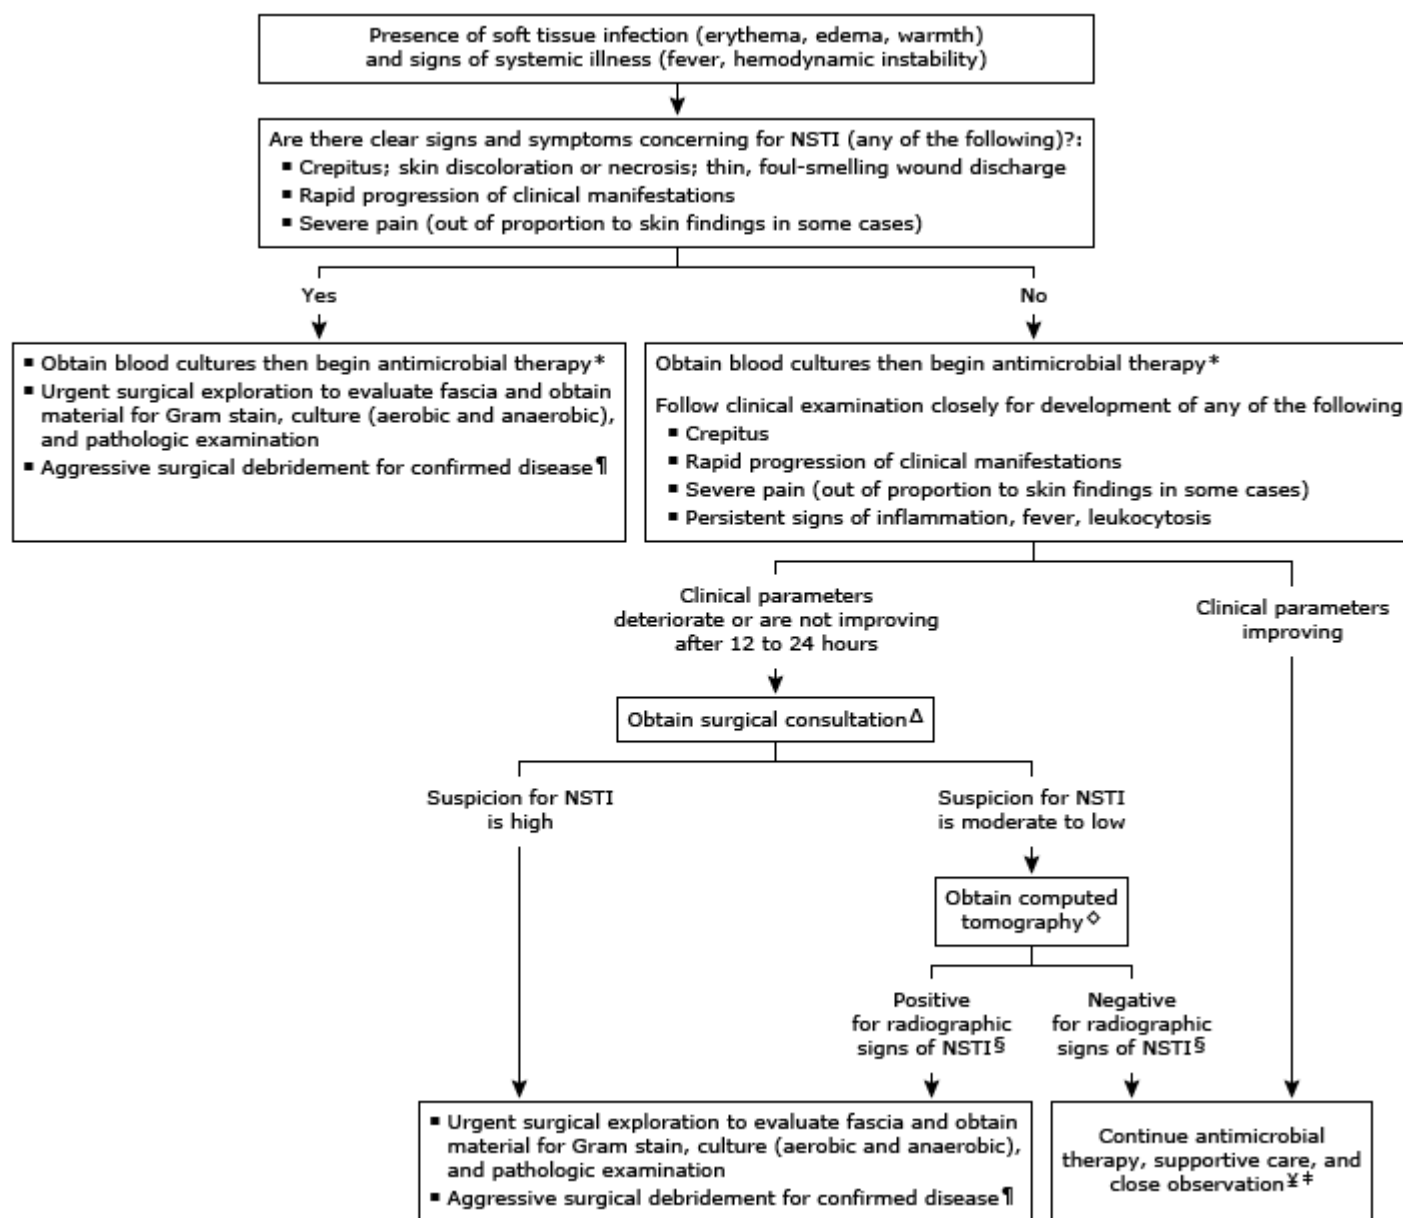 Presence of soft tissue infection (erythema, edema, warmth)
and signs of systemic illness (fever, hemodynamic instability)
Are there clear signs and symptoms concerning for NSTI (any of the following)?:
▪ Crepitus; skin discoloration or necrosis; thin, foul-smelling wound discharge
▪ Rapid progression of clinical manifestations
▪ Severe pain (out of proportion to skin findings in some cases)
Yes
No
▪ Obtain blood cultures then begin antimicrobial therapy*
▪ Urgent surgical exploration to evaluate fascia and obtain
material for Gram stain, culture (aerobic and anaerobic),
and pathologic examination
▪ Aggressive surgical debridement for confirmed disease¶
Obtain blood cultures then begin antimicrobial therapy*
Follow clinical examination closely for development of any of the following
▪ Crepitus
▪ Rapid progression of clinical manifestations
▪ Severe pain (out of proportion to skin findings in some cases)
▪ Persistent signs of inflammation, fever, leukocytosis
Clinical parameters
deteriorate or are not improving
after 12 to 24 hours
Clinical parameters
improving
Obtain surgical consultationΔ
Suspicion for NSTI
is high
Suspicion for NSTI
is moderate to low
Obtain computed
tomography◇
Positive
for radiographic
signs of NSTI§
Negative
for radiographic
signs of NSTI§
▪ Urgent surgical exploration to evaluate fascia and obtain
material for Gram stain, culture (aerobic and anaerobic),
and pathologic examination
▪ Aggressive surgical debridement for confirmed disease¶
Continue antimicrobial
therapy, supportive care, and
close observation¥‡